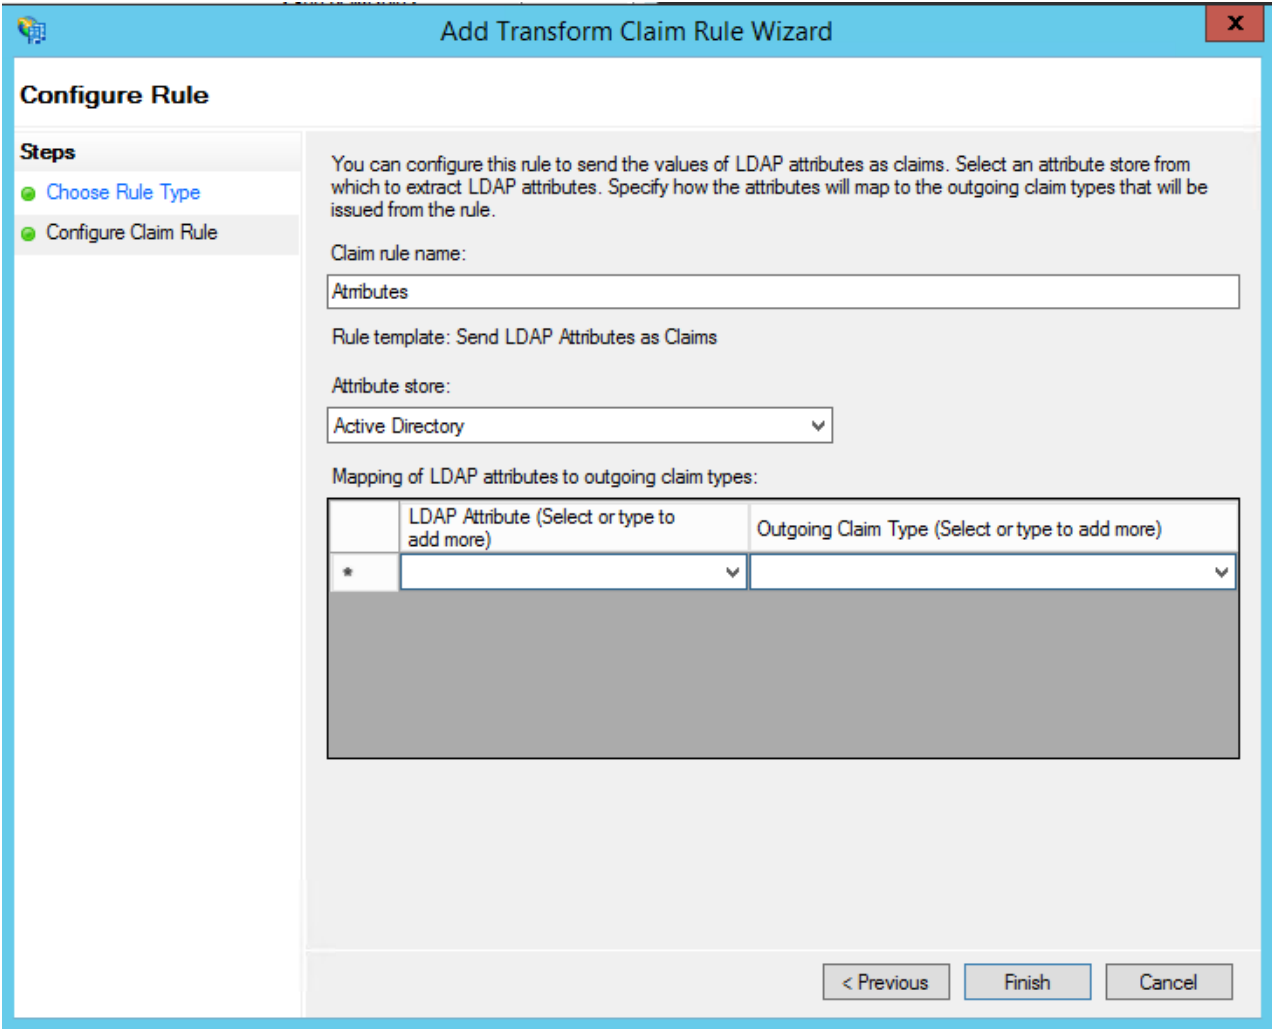 Add Transform Claim Rule Wizard
X
Configure Rule
Steps
Choose Rule Type
Configure Claim Rule
You can configure this rule to send the values of LDAP attributes as claims. Select an attribute store from
which to extract LDAP attributes. Specify how the attributes will map to the outgoing claim types that will be
issued from the rule.
Claim rule name:
Attributes
Rule template: Send LDAP Attributes as Claims
Attribute store:
Active Directory
Mapping of LDAP attributes to outgoing claim types:
LDAP Attribute (Select or type to
add more)
Outgoing Claim Type (Select or type to add more)
*
< Previous
Finish
Cancel